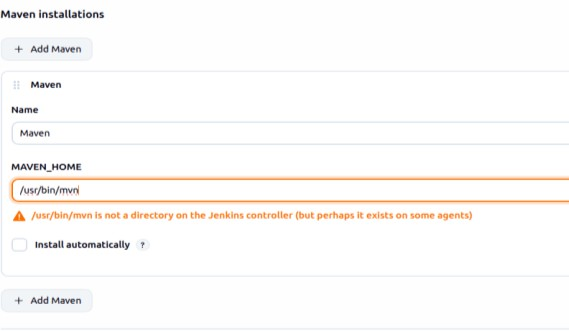 Maven installations
+ Add Maven
Maven
Name
Maven
MAVEN_HOME
/usr/bin/mvn
/usr/bin/mvn is not a directory on the Jenkins controller (but perhaps it exists on some agents)
Install automatically ?
+ Add Maven